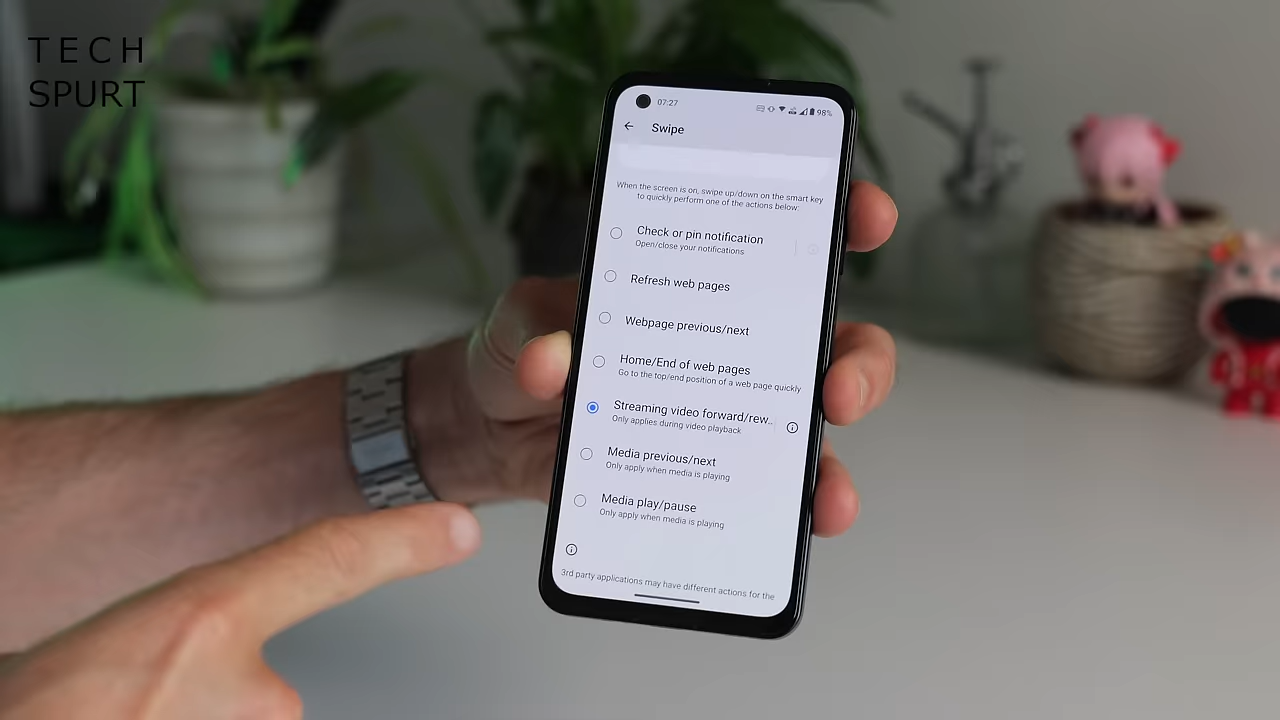 TECH
SPURT
07:27
98%
Swipe
When the screen is on, swipe up/down on the smart key
to quickly perform one of the actions below:
Check or pin notification
Open/close your notifications
Refresh web pages
Webpage previous/next
Home/End of web pages
Go to the top/end position of a web page quickly
Streaming video forward/rew..
Only applies during video playback
Media previous/next
Only apply when media is playing
Media play/pause
Only apply when media is playing
3rd party applications may have different actions for the